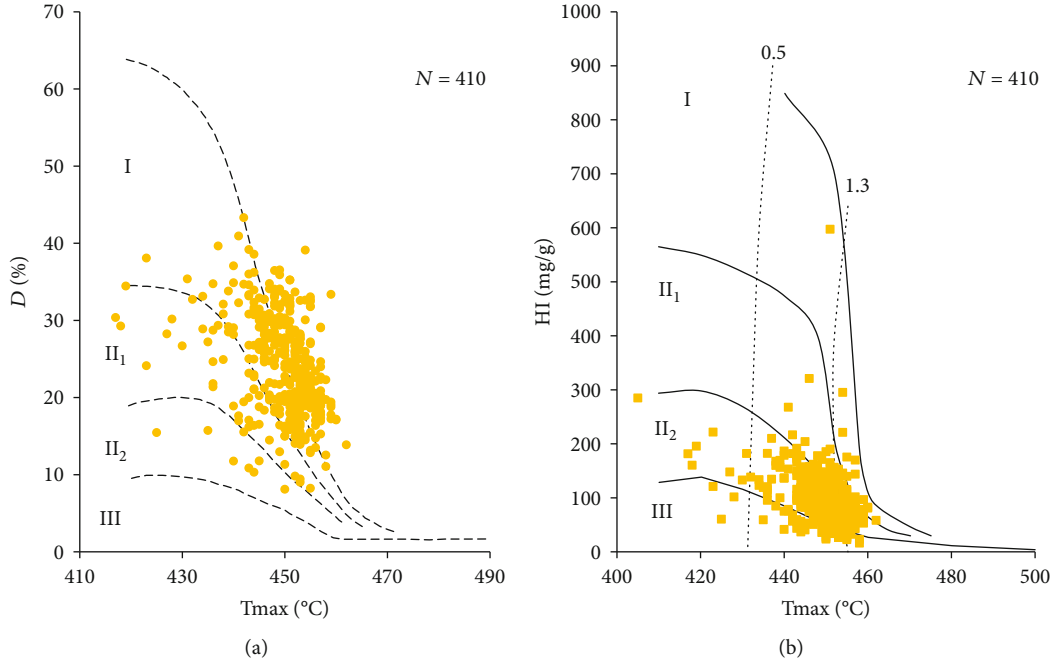 70
60
50
40
30
20
10
0
D (%)
N = 410
I
II₁
II₂
III
410
430
450
470
490
Tmax (°C)
(a)
1000
900
800
700
600
500
400
300
200
100
0
HI (mg/g)
0.5
N = 410
I
1.3
II₁
II₂
III
400
420
440
460
480
500
Tmax (°C)
(b)